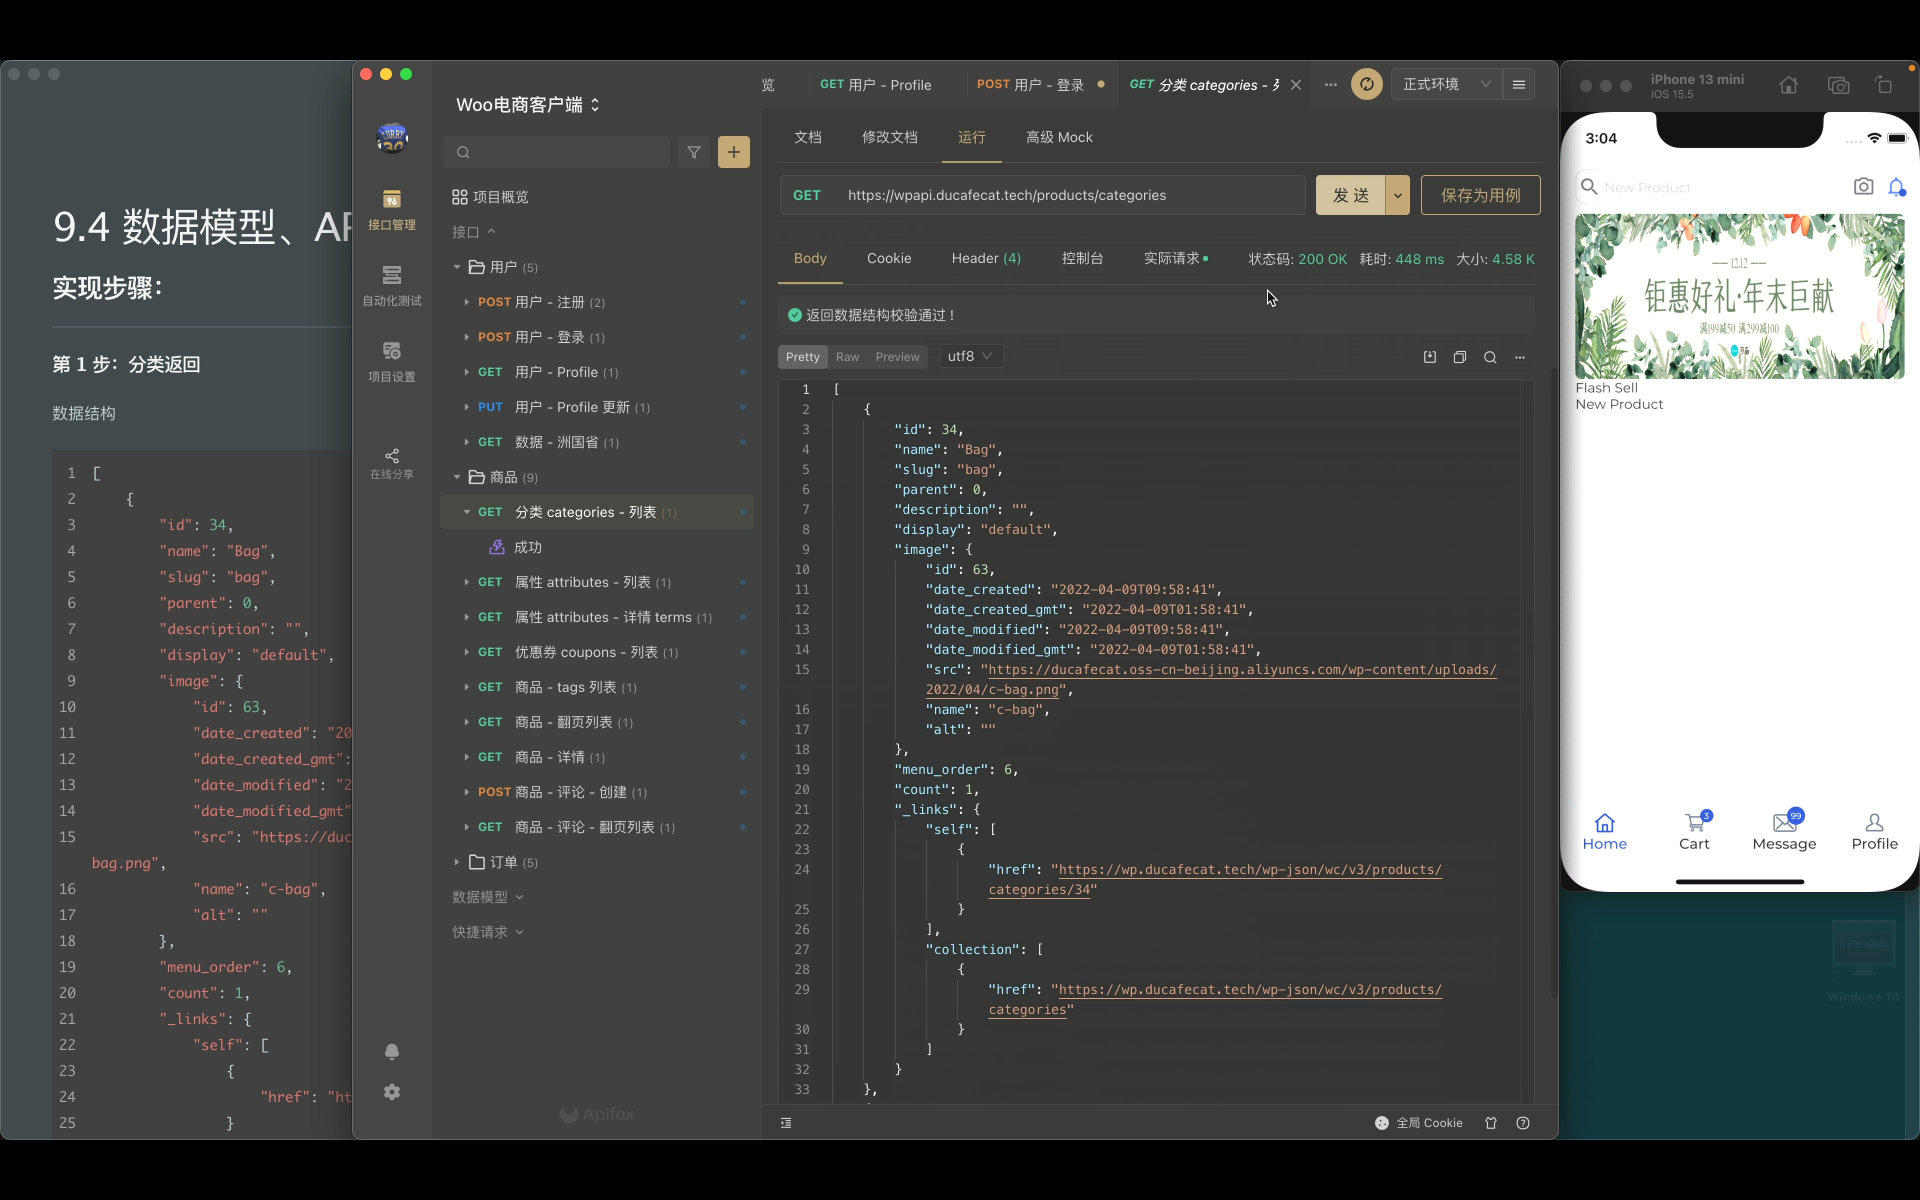 9.4 数据模型、AP
实现步骤：
第 1 步：分类返回
数据结构
1 [
2 {
3 "id": 34,
4 "name": "Bag",
5 "slug": "bag",
6 "parent": 0,
7 "description": "",
8 "display": "default",
9 "image": {
10 "id": 63,
11 "date_created": "20
12 "date_created_gmt":
13 "date_modified": "2
14 "date_modified_gmt"
15 "src": "https://duc
bag.png",
16 "name": "c-bag",
17 "alt": ""
18 },
19 "menu_order": 6,
20 "count": 1,
21 "_links": {
22 "self": [
23 {
24 "href": "ht
25 }
接口管理
自动化测试
项目设置
在线分享
Woo电商客户端
项目概览
接口
用户 (5)
POST 用户 - 注册 (2)
POST 用户 - 登录 (1)
GET 用户 - Profile (1)
PUT 用户 - Profile 更新 (1)
GET 数据 - 洲国省 (1)
商品 (9)
GET 分类 categories - 列表 (1)
成功
GET 属性 attributes - 列表 (1)
GET 属性 attributes - 详情 terms (1)
GET 优惠券 coupons - 列表 (1)
GET 商品 - tags 列表 (1)
GET 商品 - 翻页列表 (1)
GET 商品 - 详情 (1)
POST 商品 - 评论 - 创建 (1)
GET 商品 - 评论 - 翻页列表 (1)
订单 (5)
数据模型
快捷请求
Apifox
览 GET 用户 - Profile POST 用户 - 登录 GET 分类 categories - 列 正式环境
文档 修改文档 运行 高级 Mock
GET https://wpapi.ducafecat.tech/products/categories 发 送 保存为用例
Body Cookie Header (4) 控制台 实际请求 状态码: 200 OK 耗时: 448 ms 大小: 4.58 K
返回数据结构校验通过！
Pretty Raw Preview utf8
1 [
2 {
3 "id": 34,
4 "name": "Bag",
5 "slug": "bag",
6 "parent": 0,
7 "description": "",
8 "display": "default",
9 "image": {
10 "id": 63,
11 "date_created": "2022-04-09T09:58:41",
12 "date_created_gmt": "2022-04-09T01:58:41",
13 "date_modified": "2022-04-09T09:58:41",
14 "date_modified_gmt": "2022-04-09T01:58:41",
15 "src": "https://ducafecat.oss-cn-beijing.aliyuncs.com/wp-content/uploads/
2022/04/c-bag.png",
16 "name": "c-bag",
17 "alt": ""
18 },
19 "menu_order": 6,
20 "count": 1,
21 "_links": {
22 "self": [
23 {
24 "href": "https://wp.ducafecat.tech/wp-json/wc/v3/products/
categories/34"
25 }
26 ],
27 "collection": [
28 {
29 "href": "https://wp.ducafecat.tech/wp-json/wc/v3/products/
categories"
30 }
31 ]
32 }
33 },
全局 Cookie
iPhone 13 mini
iOS 15.5
3:04
New Product
12.12
钜惠好礼·年末巨献
满199减50 满299减100
Flash Sell
New Product
3
99
Home Cart Message Profile
Parallels
Windows 10